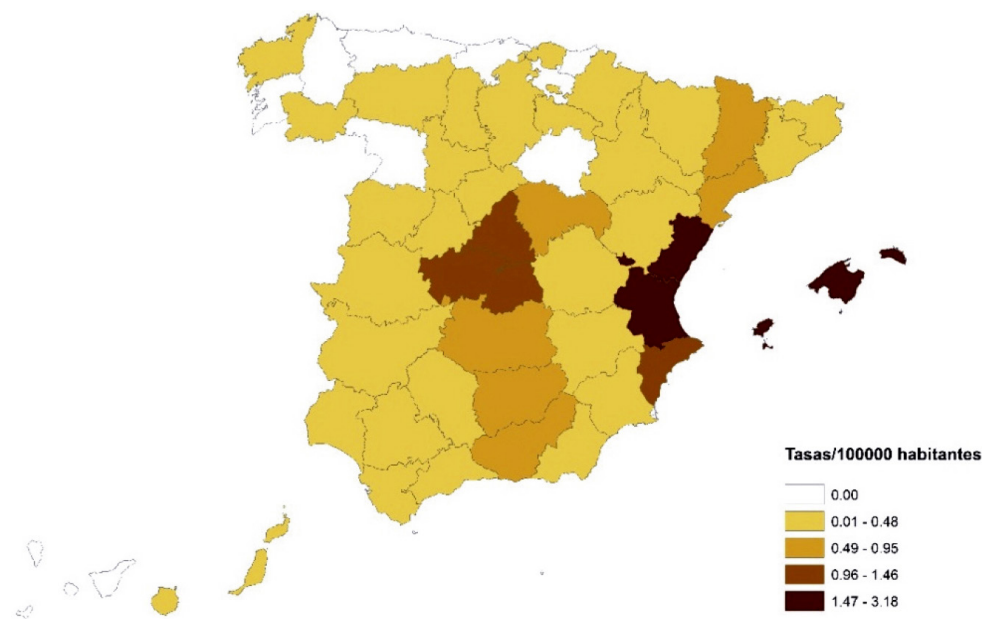 Tasas/100000 habitantes
0.00
0.01 - 0.48
0.49 - 0.95
0.96 - 1.46
1.47 - 3.18